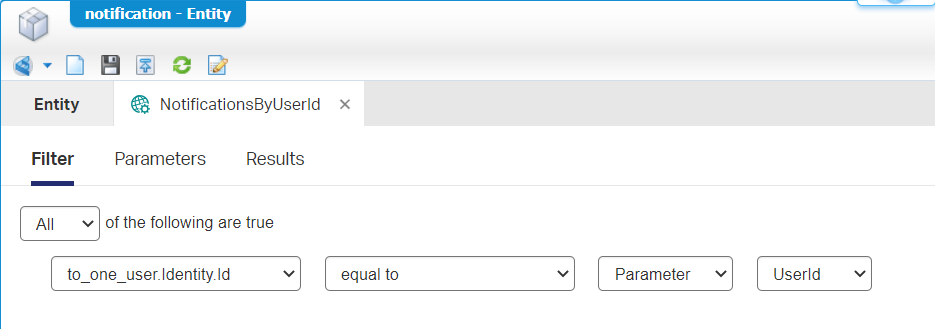 notification - Entity
Entity NotificationsByUserId
Filter Parameters Results
All of the following are true
to_one_user.Identity.Id equal to Parameter UserId